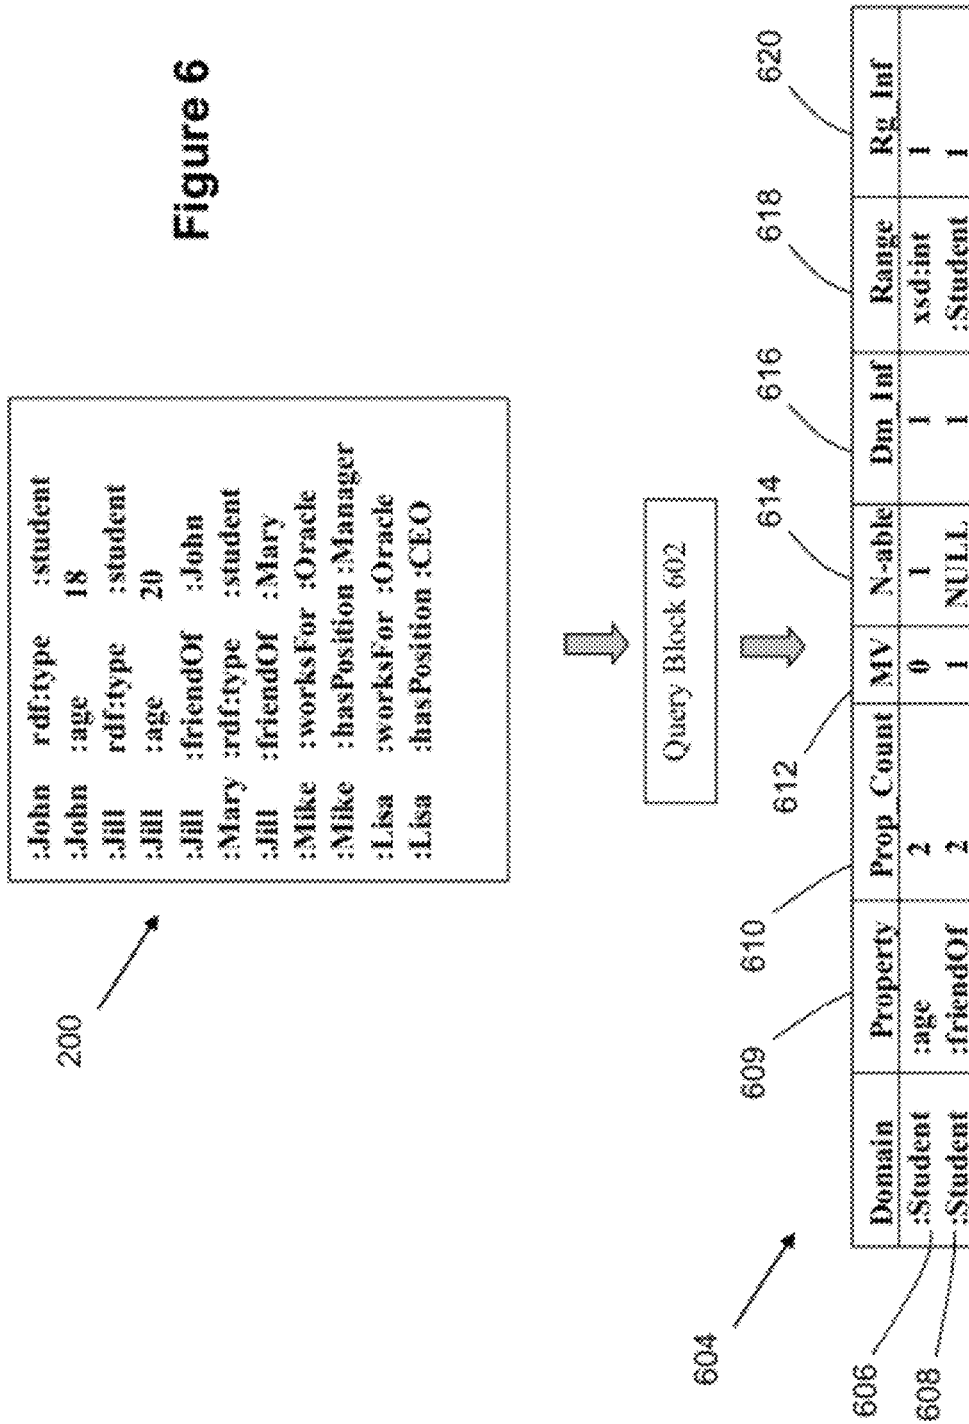 Figure 6
200
:John rdf:type :student
:John :age 18
:Jill rdf:type :student
:Jill :age 20
:Jill :friendOf :John
:Mary :rdf:type :student
:Jill :friendOf :Mary
:Mike :worksFor :Oracle
:Mike :hasPosition :Manager
:Lisa :worksFor :Oracle
:Lisa :hasPosition :CEO
Query Block 602
604
609 610 612 614 616 618 620
Domain Property Prop_Count MV N-able Dm_Inf Range Rg_Inf
606 :Student :age 2 0 1 1 xsd:int 1
608 :Student :friendOf 2 1 NULL 1 :Student 1